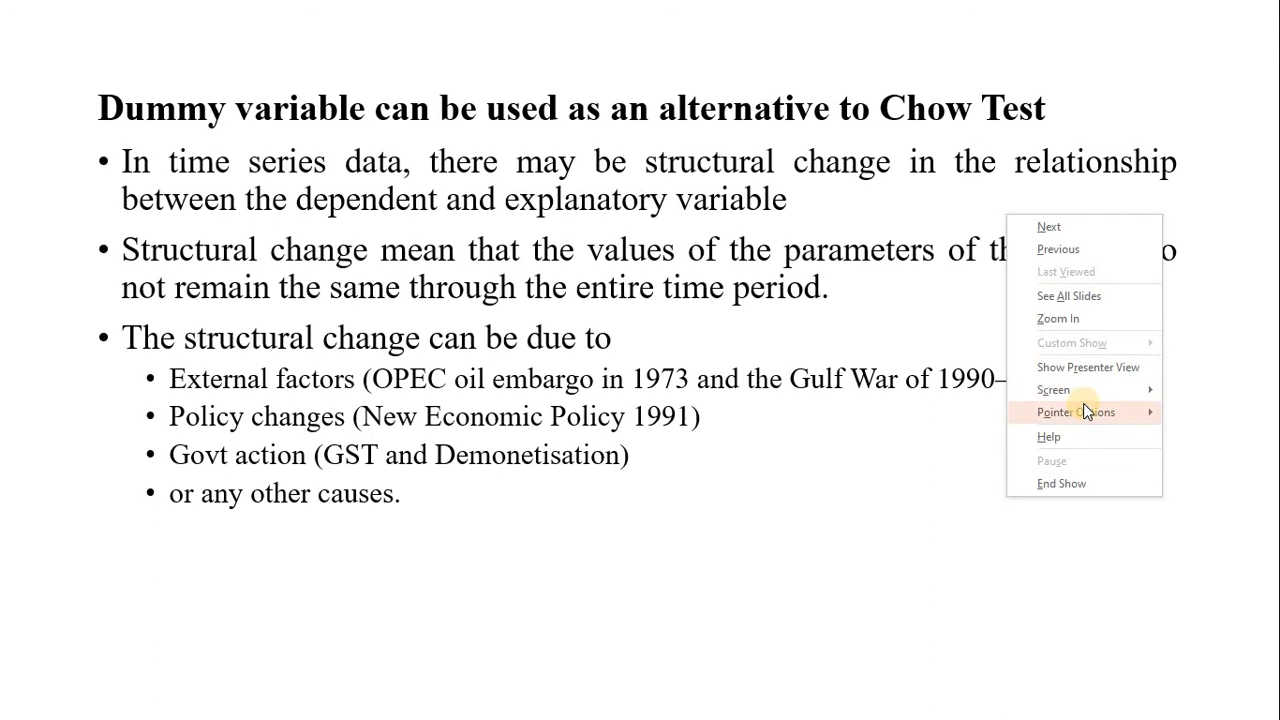 Dummy variable can be used as an alternative to Chow Test
• In time series data, there may be structural change in the relationship
between the dependent and explanatory variable
• Structural change mean that the values of the parameters of
not remain the same through the entire time period.
• The structural change can be due to
• External factors (OPEC oil embargo in 1973 and the Gulf War of 1990–
• Policy changes (New Economic Policy 1991)
• Govt action (GST and Demonetisation)
• or any other causes.
Next
Previous
Last Viewed
See All Slides
Zoom In
Custom Show
Show Presenter View
Screen
Pointer Options
Help
Pause
End Show